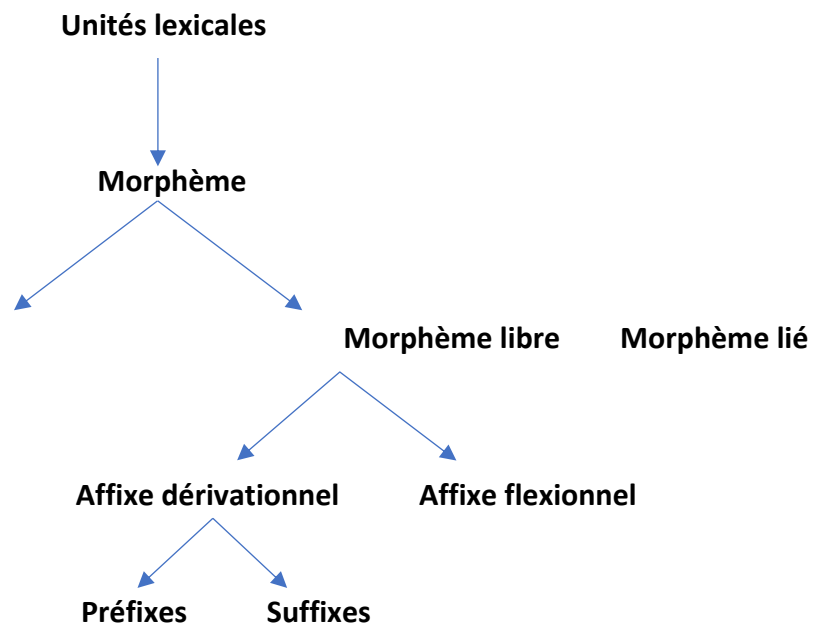 Unités lexicales
Morphème
Morphème libre Morphème lié
Affixe dérivationnel Affixe flexionnel
Préfixes Suffixes